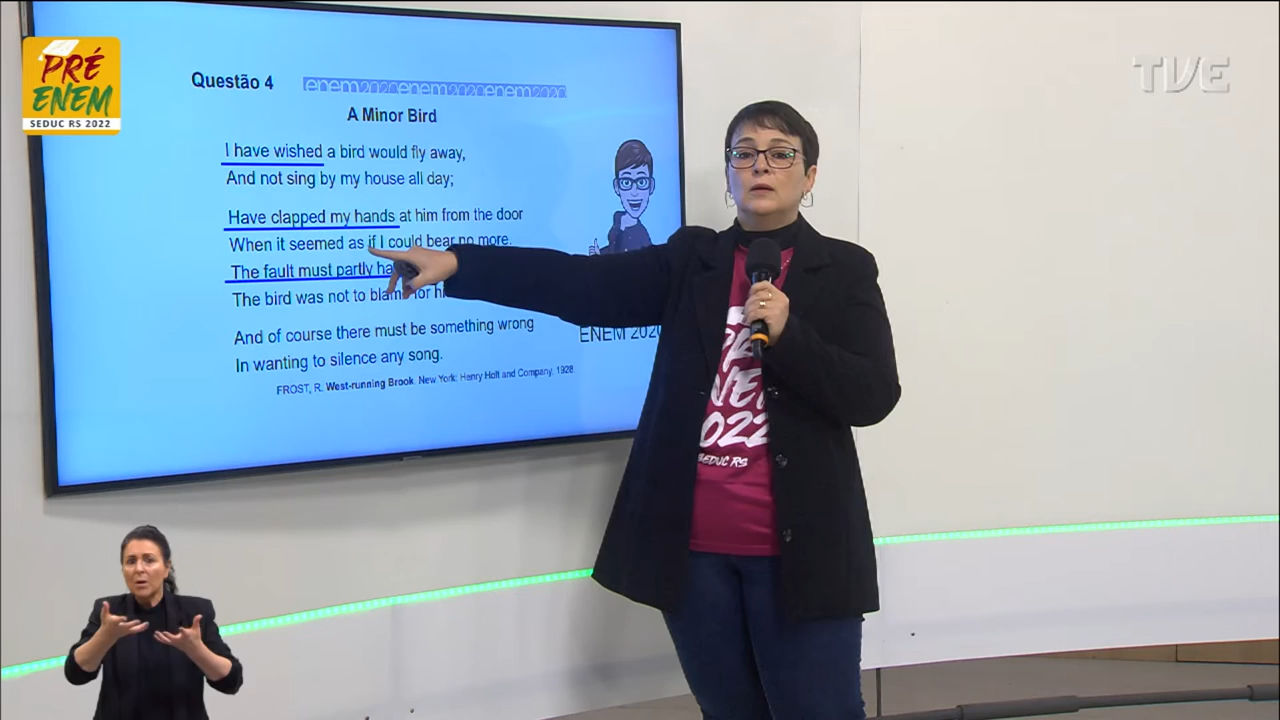 PRÉ
ENEM
SEDUC RS 2022
TVE
Questão 4
enem2020enem2020enem2020
A Minor Bird
I have wished a bird would fly away,
And not sing by my house all day;
Have clapped my hands at him from the door
When it seemed as if I could bear no more.
The fault must partly
The bird was not to blame for
And of course there must be something wrong
In wanting to silence any song.
FROST, R. West-running Brook. New York: Henry Holt and Company, 1928.
ENEM 2020
2022
SEDUC RS